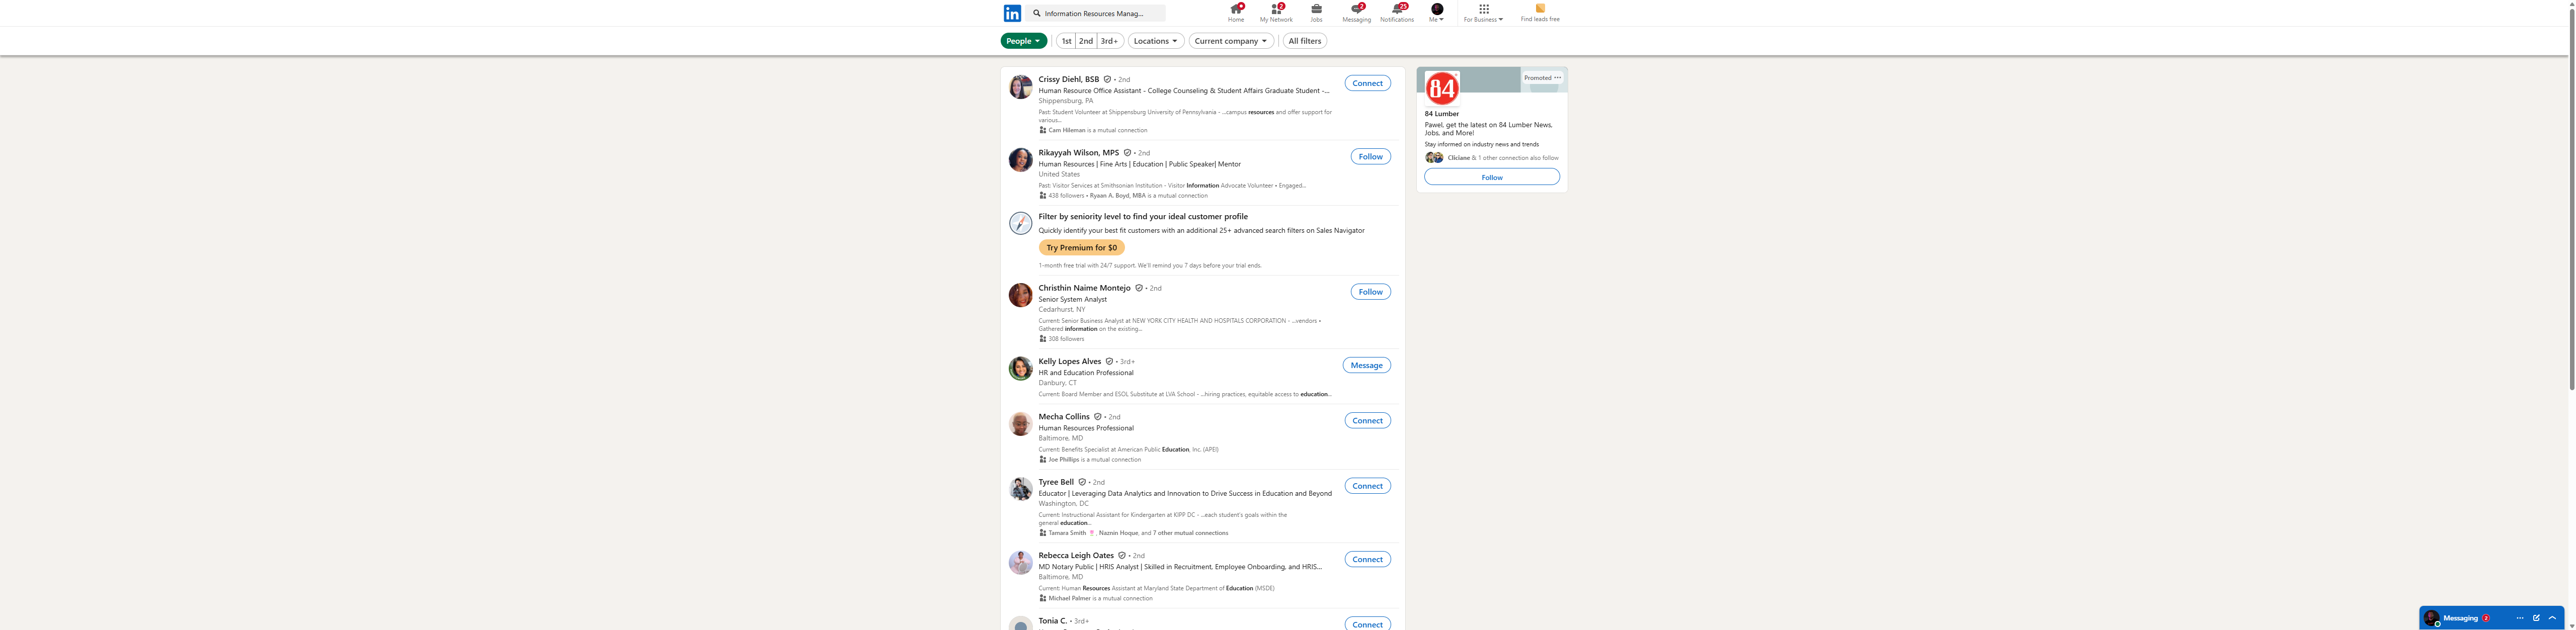 in
Information Resources Manag...
Home
2
My Network
Jobs
2
Messaging
25
Notifications
Me
For Business
Find leads free
People
1st
2nd
3rd+
Locations
Current company
All filters
Crissy Diehl, BSB • 2nd
Connect
Human Resource Office Assistant - College Counseling & Student Affairs Graduate Student -...
Shippensburg, PA
Past: Student Volunteer at Shippensburg University of Pennsylvania - ...campus resources and offer support for
various...
Cam Hileman is a mutual connection
Rikayyah Wilson, MPS • 2nd
Follow
Human Resources | Fine Arts | Education | Public Speaker| Mentor
United States
Past: Visitor Services at Smithsonian Institution - Visitor Information Advocate Volunteer • Engaged...
438 followers • Ryaan A. Boyd, MBA is a mutual connection
Filter by seniority level to find your ideal customer profile
Quickly identify your best fit customers with an additional 25+ advanced search filters on Sales Navigator
Try Premium for $0
1-month free trial with 24/7 support. We'll remind you 7 days before your trial ends.
Christhin Naime Montejo • 2nd
Follow
Senior System Analyst
Cedarhurst, NY
Current: Senior Business Analyst at NEW YORK CITY HEALTH AND HOSPITALS CORPORATION - ...vendors •
Gathered information on the existing...
308 followers
Kelly Lopes Alves • 3rd+
Message
HR and Education Professional
Danbury, CT
Current: Board Member and ESOL Substitute at LVA School - ...hiring practices, equitable access to education...
Mecha Collins • 2nd
Connect
Human Resources Professional
Baltimore, MD
Current: Benefits Specialist at American Public Education, Inc. (APEI)
Joe Phillips is a mutual connection
Tyree Bell • 2nd
Connect
Educator | Leveraging Data Analytics and Innovation to Drive Success in Education and Beyond
Washington, DC
Current: Instructional Assistant for Kindergarten at KIPP DC - ...each student's goals within the
general education...
Tamara Smith, Naznin Hoque, and 7 other mutual connections
Rebecca Leigh Oates • 2nd
Connect
MD Notary Public | HRIS Analyst | Skilled in Recruitment, Employee Onboarding, and HRIS...
Baltimore, MD
Current: Human Resources Assistant at Maryland State Department of Education (MSDE)
Michael Palmer is a mutual connection
Tonia C. • 3rd+
Connect
Promoted ...
84
84 Lumber
Pawel, get the latest on 84 Lumber News,
Jobs, and More!
Stay informed on industry news and trends
Cliciane & 1 other connection also follow
Follow
Messaging 2